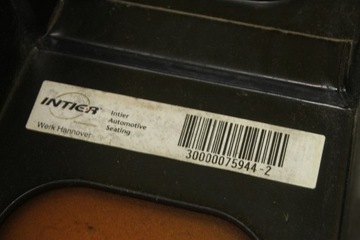 INTIER
Intier
Automotive
Seating
Werk Hannover
30000075944-2